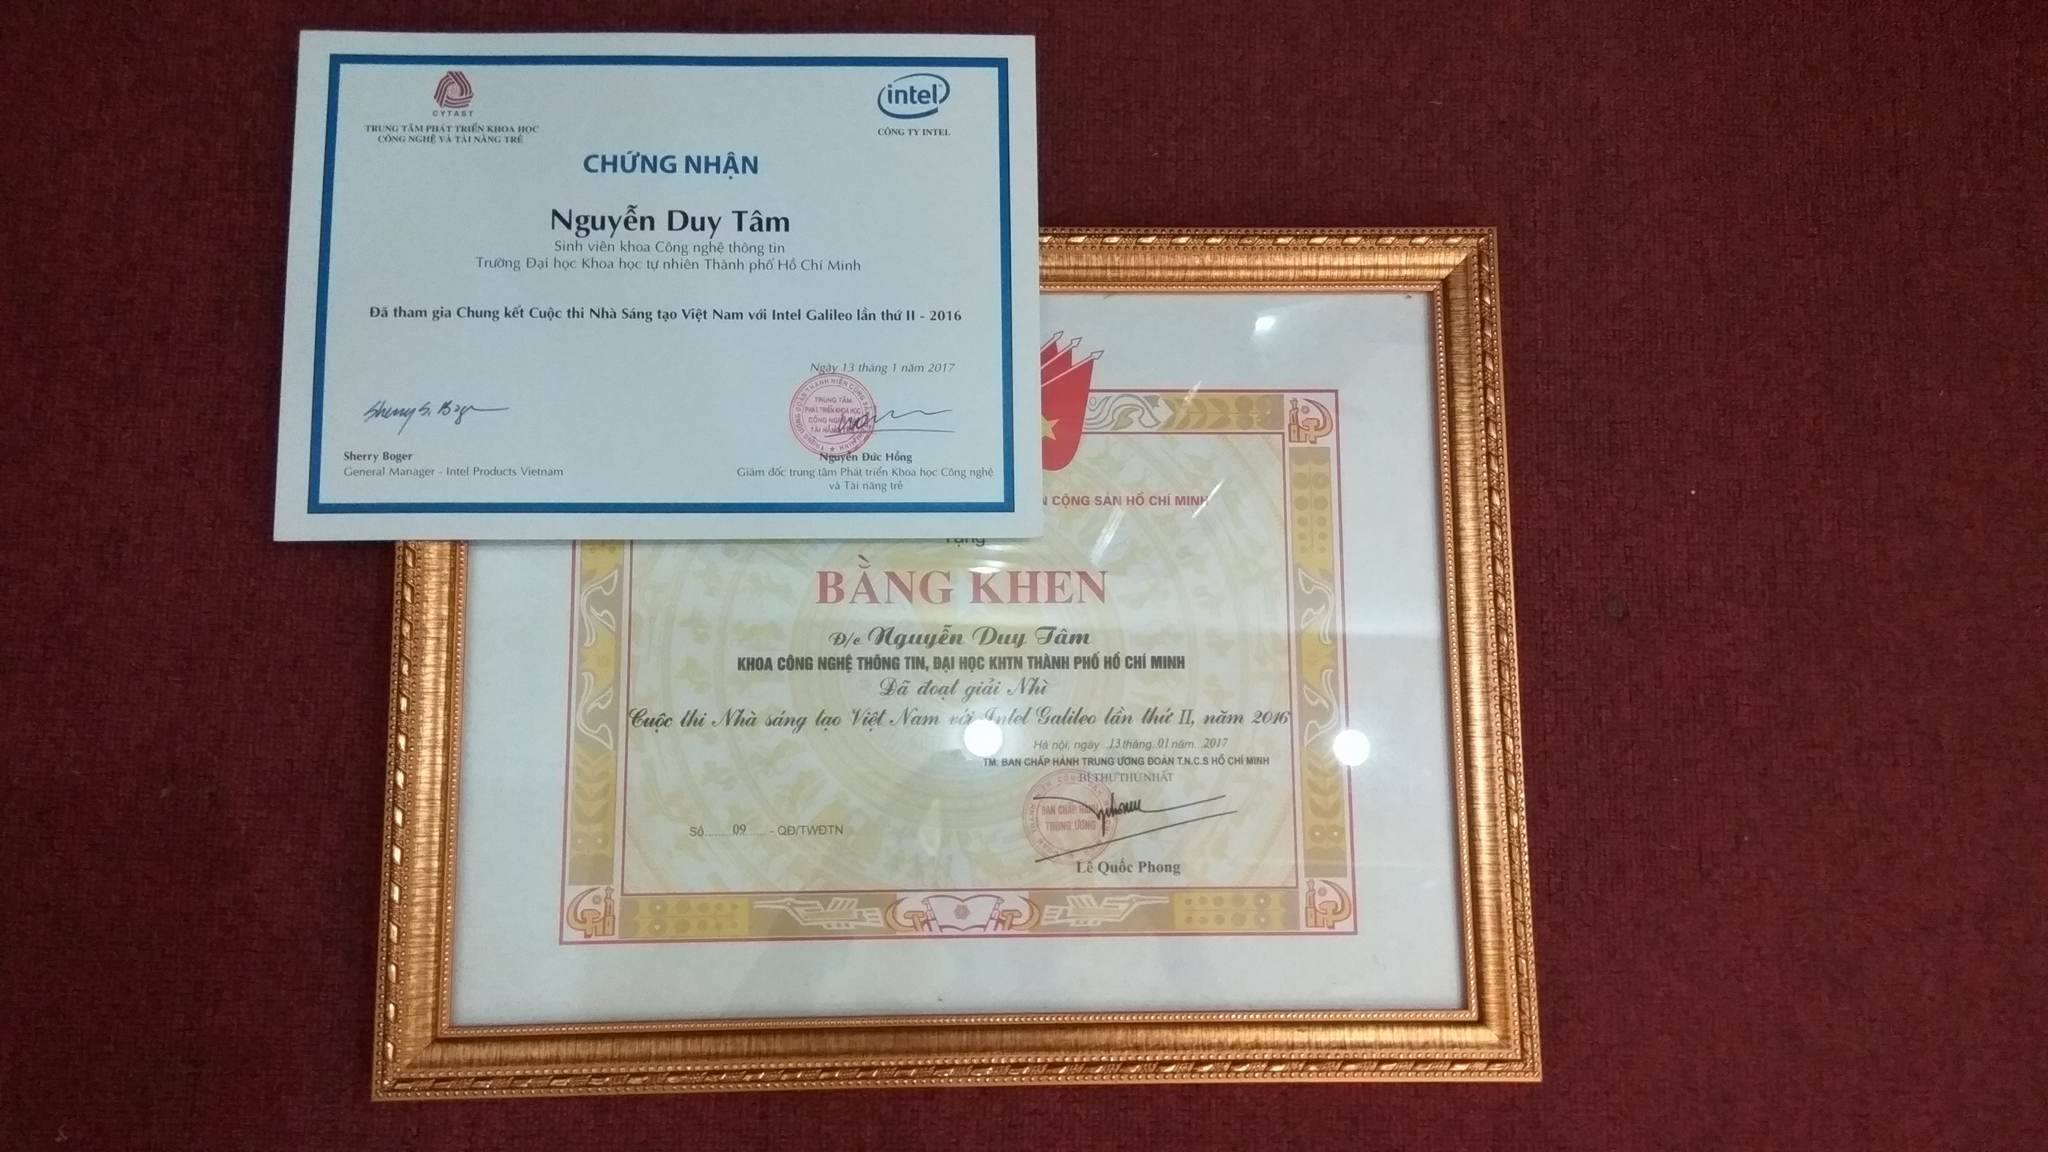 CYTAST
TRUNG TÂM PHÁT TRIỂN KHOA HỌC
CÔNG NGHỆ VÀ TÀI NĂNG TRẺ
intel
CÔNG TY INTEL
CHỨNG NHẬN
Nguyễn Duy Tâm
Sinh viên khoa Công nghệ thông tin
Trường Đại học Khoa học tự nhiên Thành phố Hồ Chí Minh
Đã tham gia Chung kết Cuộc thi Nhà Sáng tạo Việt Nam với Intel Galileo lần thứ II - 2016
Ngày 13 tháng 1 năm 2017
TRUNG TÂM
PHÁT TRIỂN KHOA HỌC
CÔNG NGHỆ
TÀI NĂNG
Sherry Boger
General Manager - Intel Products Vietnam
Nguyễn Đức Hồng
Giám đốc trung tâm Phát triển Khoa học Công nghệ
và Tài năng trẻ
CỘNG SẢN HỒ CHÍ MINH
Tặng
BẰNG KHEN
Đ/c Nguyễn Duy Tâm
KHOA CÔNG NGHỆ THÔNG TIN, ĐẠI HỌC KHTN THÀNH PHỐ HỒ CHÍ MINH
Đã đoạt giải Nhì
Cuộc thi Nhà sáng tạo Việt Nam với Intel Galileo lần thứ II, năm 2016
Hà nội, ngày 13 tháng 01 năm 2017
TM. BAN CHẤP HÀNH TRUNG ƯƠNG ĐOÀN T.N.C.S HỒ CHÍ MINH
BÍ THƯ THỨ NHẤT
BAN CHẤP HÀNH
TRUNG ƯƠNG
Số........09...... - QĐ/TWĐTN
Lê Quốc Phong